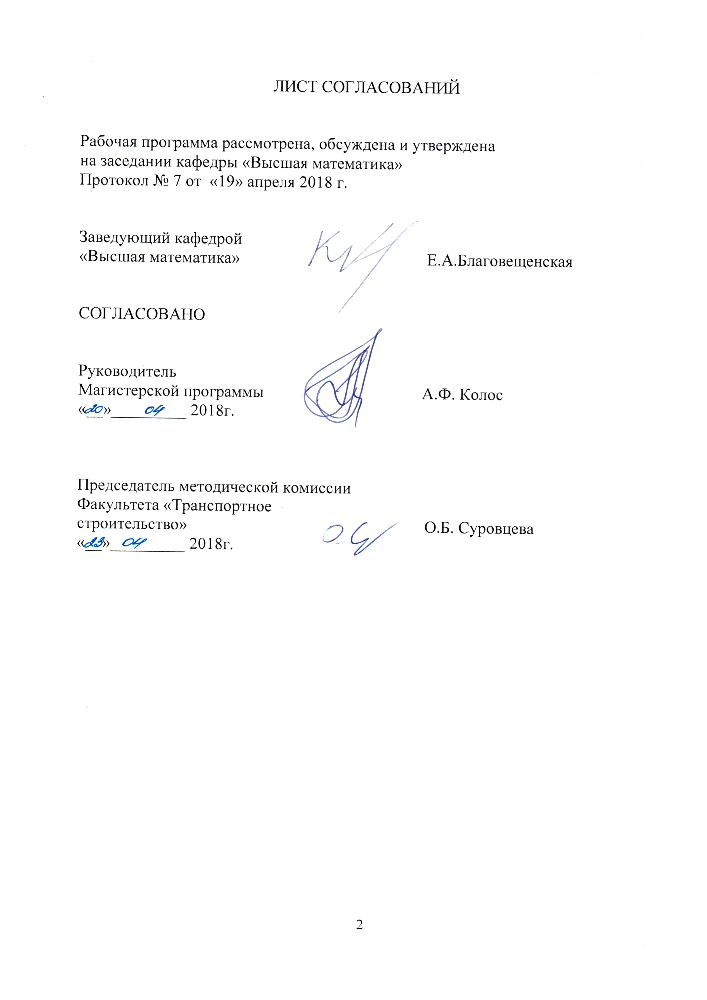 ЛИСТ СОГЛАСОВАНИЙ
Рабочая программа рассмотрена, обсуждена и утверждена
на заседании кафедры «Высшая математика»
Протокол № 7 от «19» апреля 2018 г.
Заведующий кафедрой
«Высшая математика» Е.А.Благовещенская
СОГЛАСОВАНО
Руководитель
Магистерской программы А.Ф. Колос
«20» 04 2018г.
Председатель методической комиссии
Факультета «Транспортное
строительство» О.Б. Суровцева
«23» 04 2018г.
2